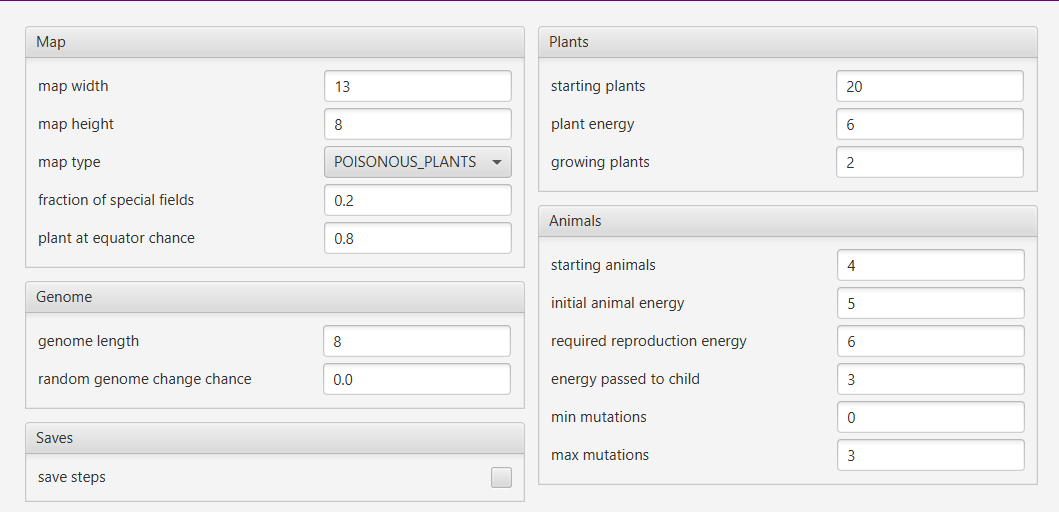 Map
map width 13
map height 8
map type POISONOUS_PLANTS
fraction of special fields 0.2
plant at equator chance 0.8
Genome
genome length 8
random genome change chance 0.0
Saves
save steps
Plants
starting plants 20
plant energy 6
growing plants 2
Animals
starting animals 4
initial animal energy 5
required reproduction energy 6
energy passed to child 3
min mutations 0
max mutations 3